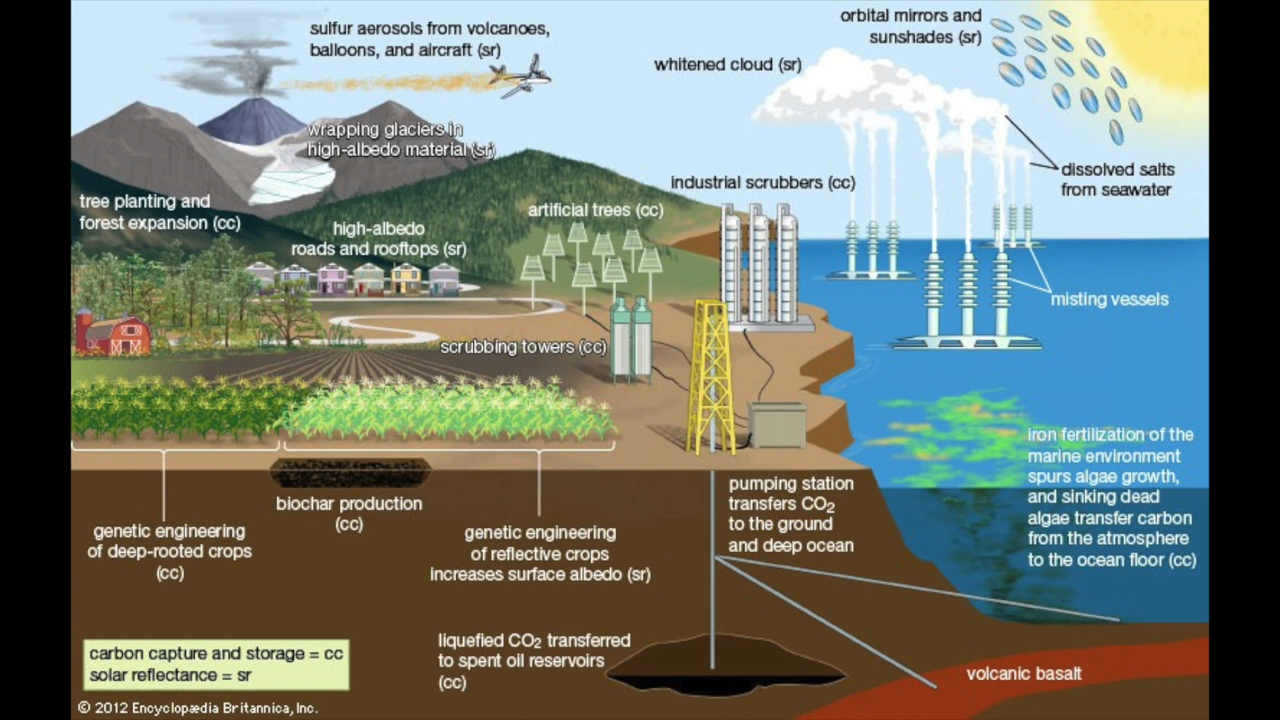 sulfur aerosols from volcanoes,
balloons, and aircraft (sr)
orbital mirrors and
sunshades (sr)
whitened cloud (sr)
wrapping glaciers in
high-albedo material (sr)
dissolved salts
from seawater
industrial scrubbers (cc)
tree planting and
forest expansion (cc)
artificial trees (cc)
high-albedo
roads and rooftops (sr)
misting vessels
scrubbing towers (cc)
iron fertilization of the
marine environment
spurs algae growth,
and sinking dead
algae transfer carbon
from the atmosphere
to the ocean floor (cc)
pumping station
transfers CO₂
to the ground
and deep ocean
biochar production
(cc)
genetic engineering
of deep-rooted crops
(cc)
genetic engineering
of reflective crops
increases surface albedo (sr)
liquefied CO₂ transferred
to spent oil reservoirs
(cc)
volcanic basalt
carbon capture and storage = cc
solar reflectance = sr
© 2012 Encyclopædia Britannica, Inc.